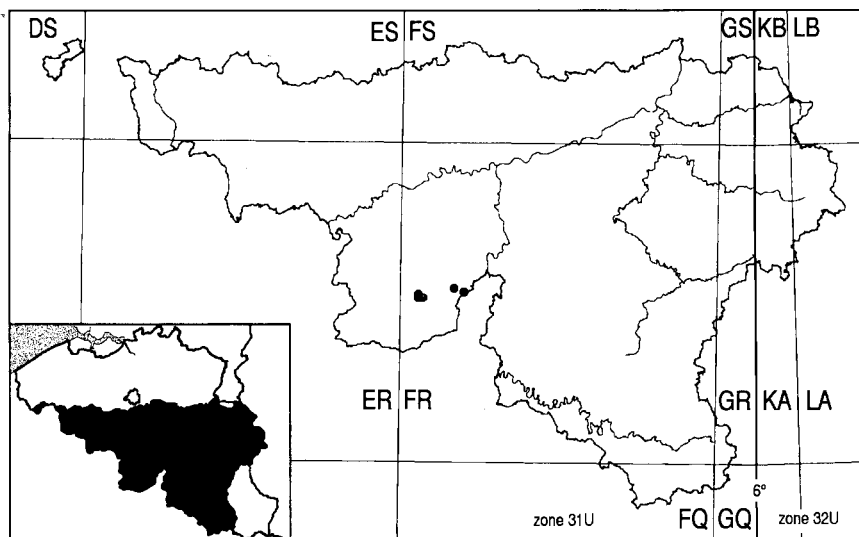 DS ES FS GS KB LB
ER FR GR KA LA
6°
zone 31U FQ GQ zone 32U